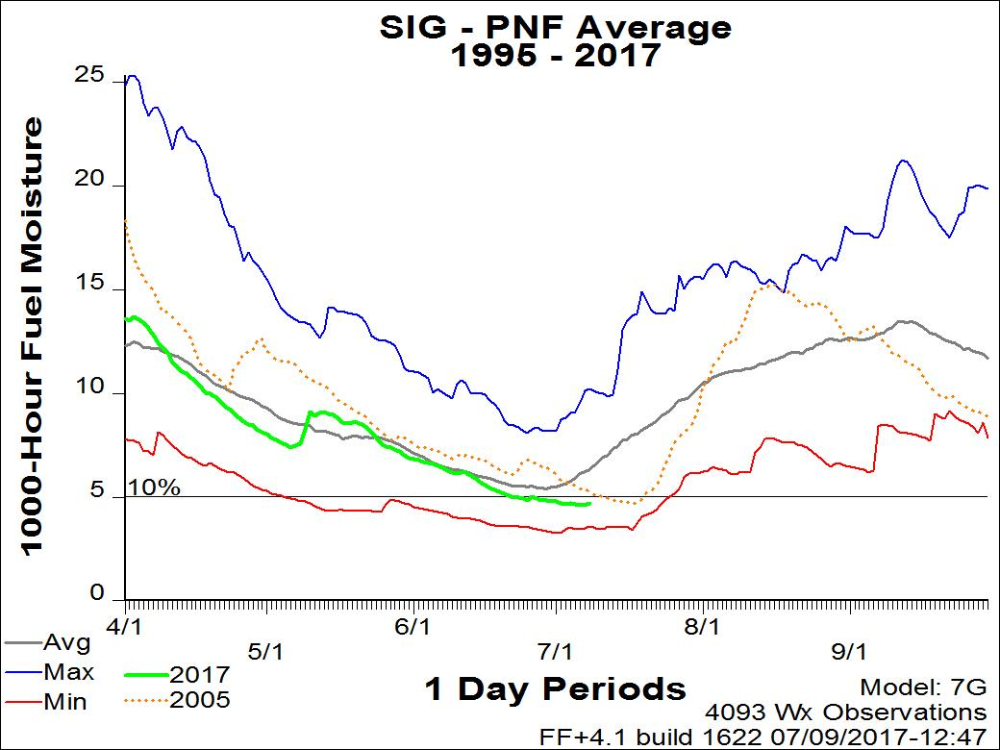 SIG - PNF Average
1995 - 2017
1000-Hour Fuel Moisture
25
20
15
10
5
0
10%
4/1
5/1
6/1
7/1
8/1
9/1
1 Day Periods
Avg
Max
Min
2017
2005
Model: 7G
4093 Wx Observations
FF+4.1 build 1622 07/09/2017-12:47